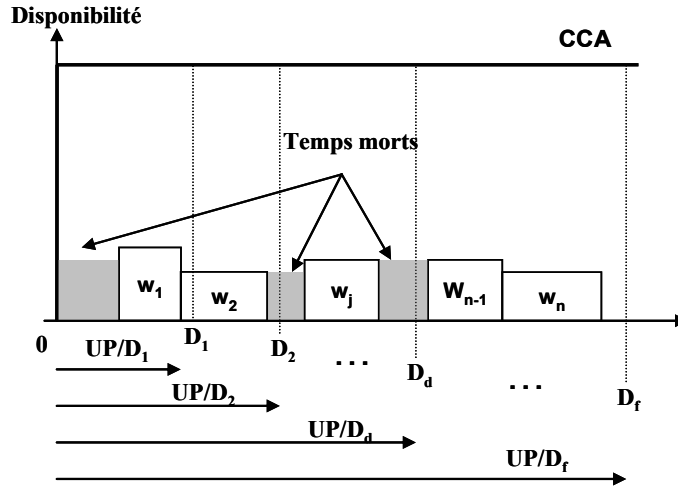 Disponibilité
CCA
Temps morts
w1
w2
wj
Wn-1
wn
0
D1
D2
Dd
Df
UP/D1
. . .
UP/D2
. . .
UP/Dd
UP/Df